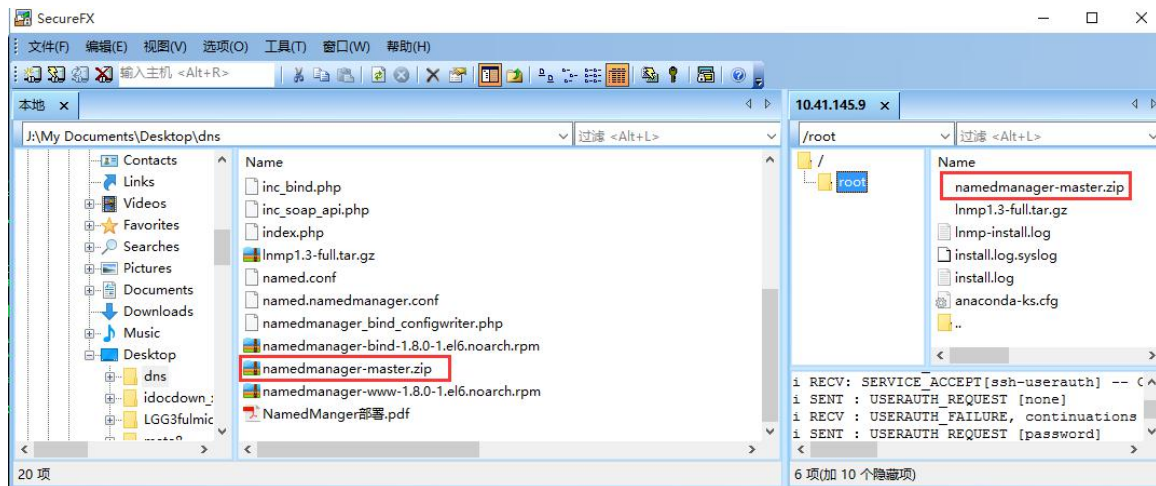 SecureFX
文件(F) 编辑(E) 视图(V) 选项(O) 工具(T) 窗口(W) 帮助(H)
输入主机 <Alt+R>
本地
J:\My Documents\Desktop\dns
过滤 <Alt+L>
Contacts
Links
Videos
Favorites
Searches
Pictures
Documents
Downloads
Music
Desktop
dns
idocdown_
LGG3fulmic
Name
inc_bind.php
inc_soap_api.php
index.php
lnmp1.3-full.tar.gz
named.conf
named.namedmanager.conf
namedmanager_bind_configwriter.php
namedmanager-bind-1.8.0-1.el6.noarch.rpm
namedmanager-master.zip
namedmanager-www-1.8.0-1.el6.noarch.rpm
NamedManger部署.pdf
20 项
10.41.145.9
/root
过滤 <Alt+L>
/
root
Name
namedmanager-master.zip
lnmp1.3-full.tar.gz
lnmp-install.log
install.log.syslog
install.log
anaconda-ks.cfg
..
i RECV: SERVICE_ACCEPT[ssh-userauth] -- C
i SENT : USERAUTH_REQUEST [none]
i RECV : USERAUTH_FAILURE, continuations
i SENT : USERAUTH_REQUEST [password]
6 项(加 10 个隐藏项)